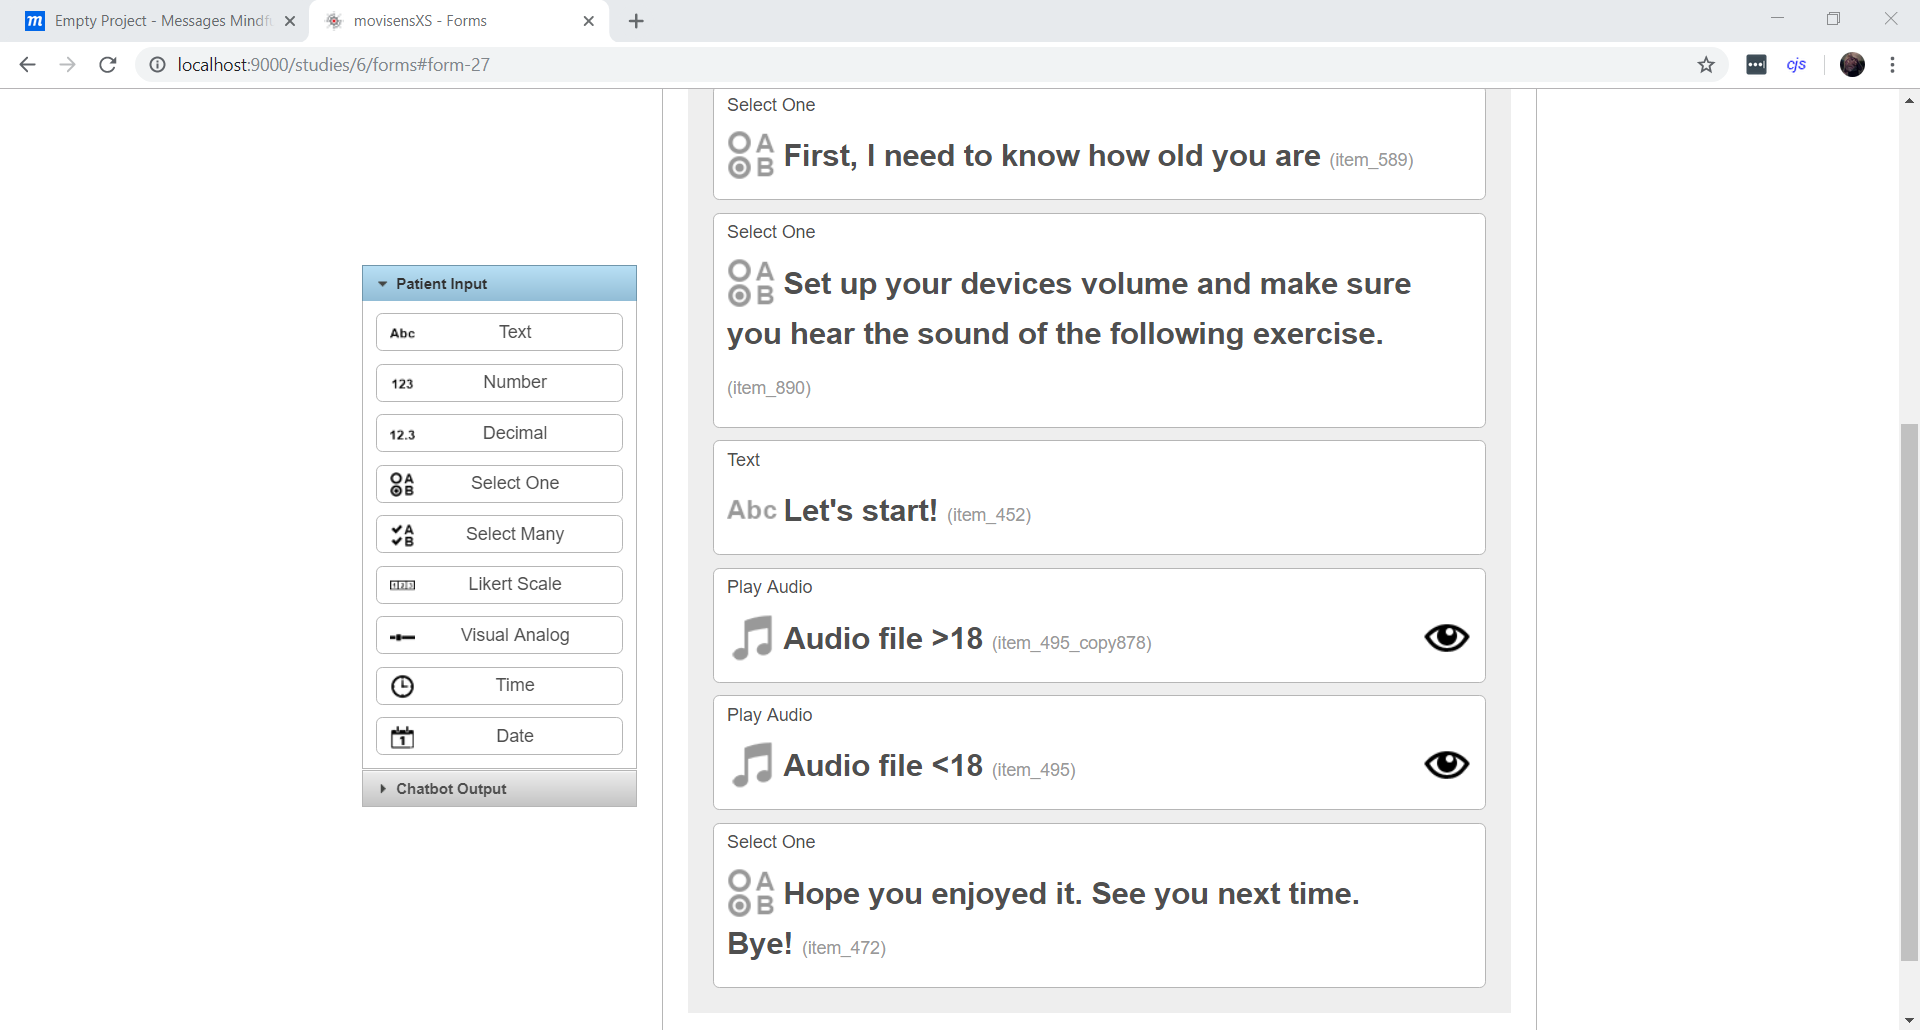 Empty Project - Messages Mindf
movisensXS - Forms
localhost:9000/studies/6/forms#form-27
cjs
Select One
First, I need to know how old you are (item_589)
Select One
Set up your devices volume and make sure
you hear the sound of the following exercise.
(item_890)
Text
Abc Let's start! (item_452)
Play Audio
Audio file >18 (item_495_copy878)
Play Audio
Audio file <18 (item_495)
Select One
Hope you enjoyed it. See you next time.
Bye! (item_472)
Patient Input
Abc Text
123 Number
12.3 Decimal
A B Select One
A B Select Many
Likert Scale
Visual Analog
Time
1 Date
Chatbot Output